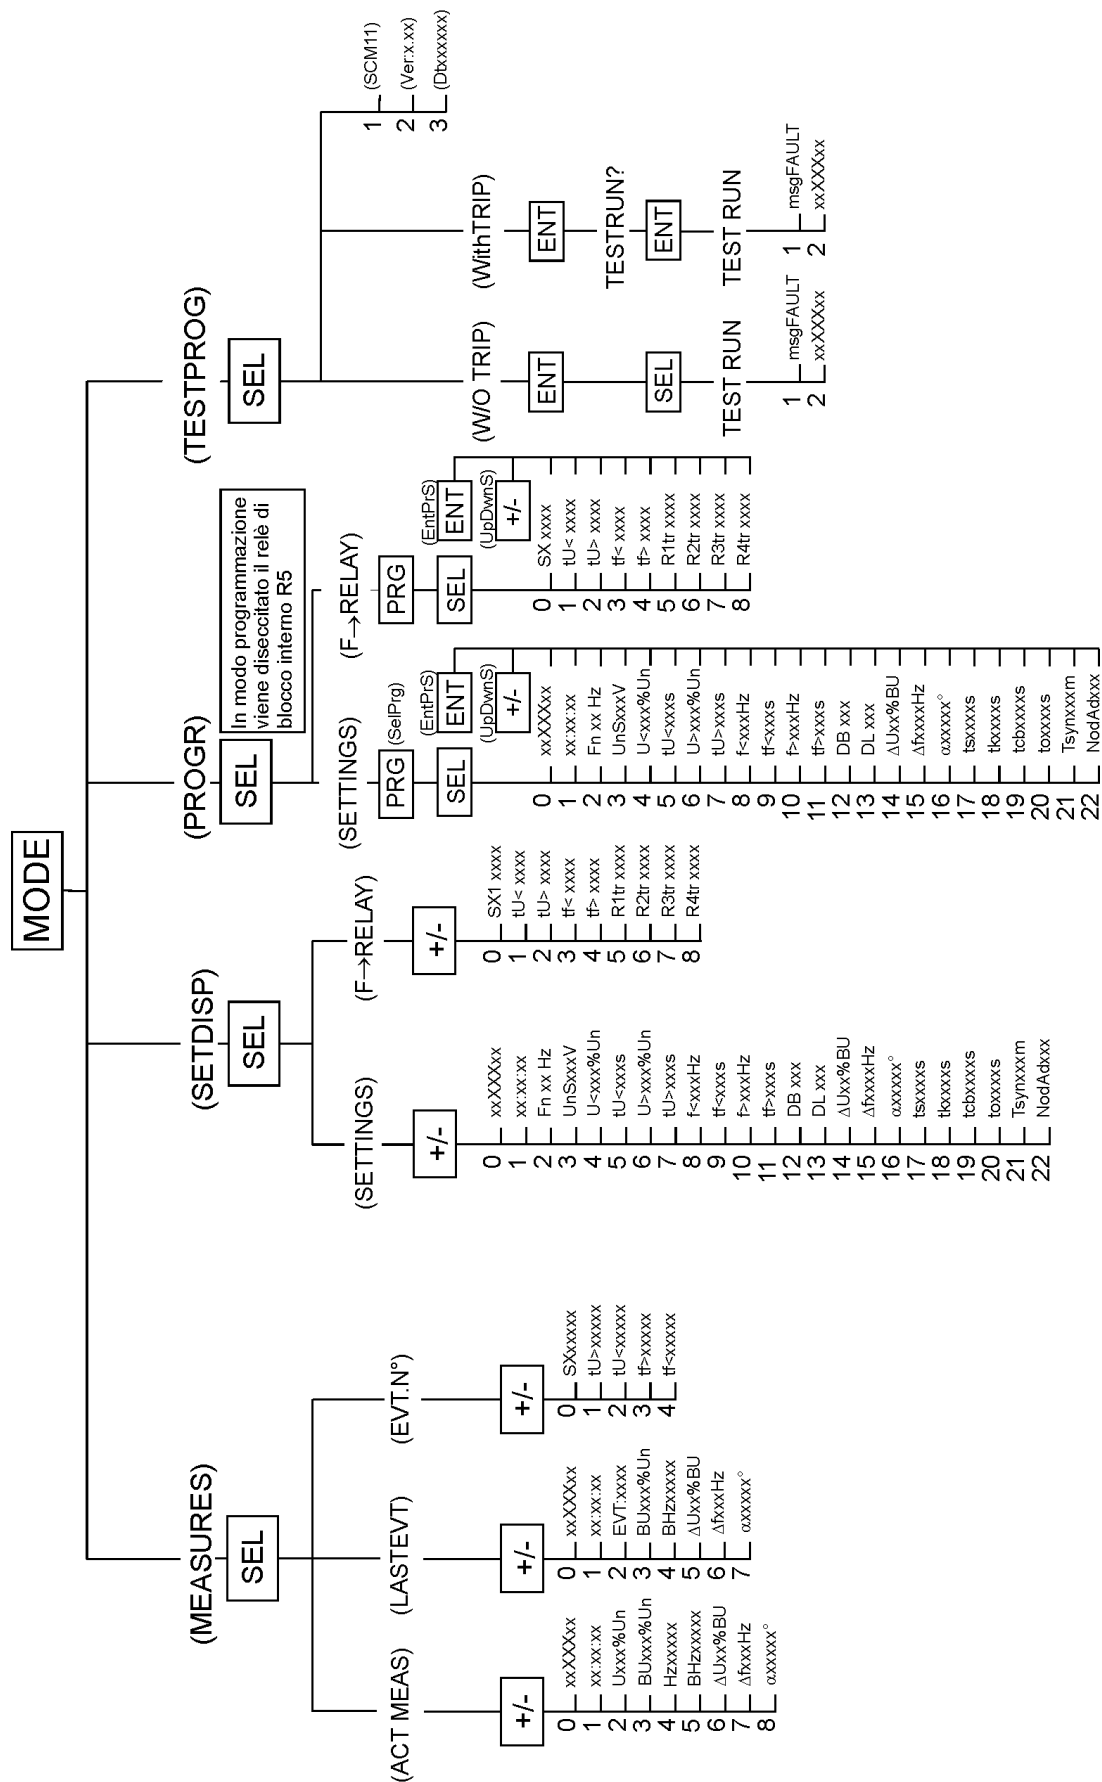 MODE
(MEASURES)
SEL
(ACT MEAS)
+/-
0 xxXXXxx
1 xx:xx:xx
2 Uxxx%Un
3 BUxxx%Un
4 Hzxxxxx
5 BHzxxxxx
6 ΔUxx%BU
7 ΔfxxxHz
8 αxxxxx°
(LASTEVT)
+/-
0 xxXXXxx
1 xx:xx:xx
2 EVT:xxxx
3 BUxxx%Un
4 BHzxxxxx
5 ΔUxx%BU
6 ΔfxxxHz
7 αxxxxx°
(EVT.N°)
+/-
0 SXxxxxx
1 tU>xxxxx
2 tU<xxxxx
3 tf>xxxxx
4 tf<xxxxx
(SETDISP)
SEL
(SETTINGS)
+/-
0 xxXXXxx
1 xx:xx:xx
2 Fn xx Hz
3 UnSxxxV
4 U<xxx%Un
5 tU<xxxs
6 U>xxx%Un
7 tU>xxxs
8 f<xxxHz
9 tf<xxxs
10 f>xxxHz
11 tf>xxxs
12 DB xxx
13 DL xxx
14 ΔUxx%BU
15 ΔfxxxxHz
16 αxxxxx°
17 tsxxxxs
18 tkxxxxs
19 tcbxxxxs
20 toxxxxs
21 Tsynxxxm
22 NodAdxxx
(F→RELAY)
+/-
0 SX1 xxxx
1 tU< xxxx
2 tU> xxxx
3 tf< xxxx
4 tf> xxxx
5 R1tr xxxx
6 R2tr xxxx
7 R3tr xxxx
8 R4tr xxxx
(PROGR)
SEL
In modo programmazione
viene diseccitato il relè di
blocco interno R5
(SETTINGS)
PRG (SelPrg)
SEL
(EntPrS)
ENT
(UpDwnS)
+/-
0 xxXXXxx
1 xx:xx:xx
2 Fn xx Hz
3 UnSxxxV
4 U<xxx%Un
5 tU<xxxs
6 U>xxx%Un
7 tU>xxxs
8 f<xxxHz
9 tf<xxxs
10 f>xxxHz
11 tf>xxxs
12 DB xxx
13 DL xxx
14 ΔUxx%BU
15 ΔfxxxxHz
16 αxxxxx°
17 tsxxxxs
18 tkxxxxs
19 tcbxxxxs
20 toxxxxs
21 Tsynxxxm
22 NodAdxxx
(F→RELAY)
PRG
SEL
(EntPrS)
ENT
(UpDwnS)
+/-
0 SX xxxx
1 tU< xxxx
2 tU> xxxx
3 tf< xxxx
4 tf> xxxx
5 R1tr xxxx
6 R2tr xxxx
7 R3tr xxxx
8 R4tr xxxx
(TESTPROG)
SEL
(W/O TRIP)
ENT
SEL
TEST RUN
1 msgFAULT
2 xxXXXxx
(WithTRIP)
ENT
TESTRUN?
ENT
TEST RUN
1 msgFAULT
2 xxXXXxx
1 (SCM11)
2 (Ver:x.xx)
3 (Dtxxxxxx)